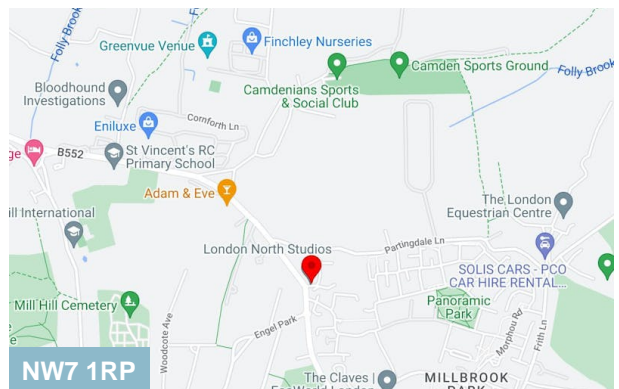 Folly Brook
Greenvue Venue
Finchley Nurseries
Camden Sports Ground
Folly Brook
Bloodhound
Investigations
Camdenians Sports
& Social Club
Cornforth Ln
Eniluxe
ge
B552
St Vincent's RC
Primary School
Adam & Eve
The London
Equestrian Centre
ill International
London North Studios
Partingdale Ln
SOLIS CARS - PCO
CAR HIRE RENTAL...
Mill Hill Cemetery
Panoramic
Park
Engel Park
Woodcote Ave
Morphou Rd
Frith Ln
e
NW7 1RP
The Claves |
MILLBROOK